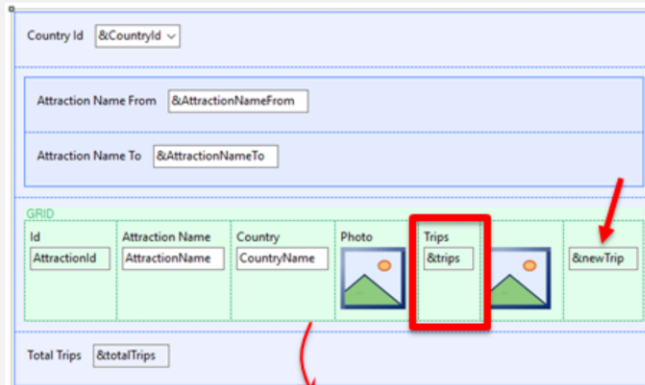 Country Id &CountryId
Attraction Name From &AttractionNameFrom
Attraction Name To &AttractionNameTo
GRID
Id Attraction Name Country Photo Trips
AttractionId AttractionName CountryName &trips &newTrip
Total Trips &totalTrips